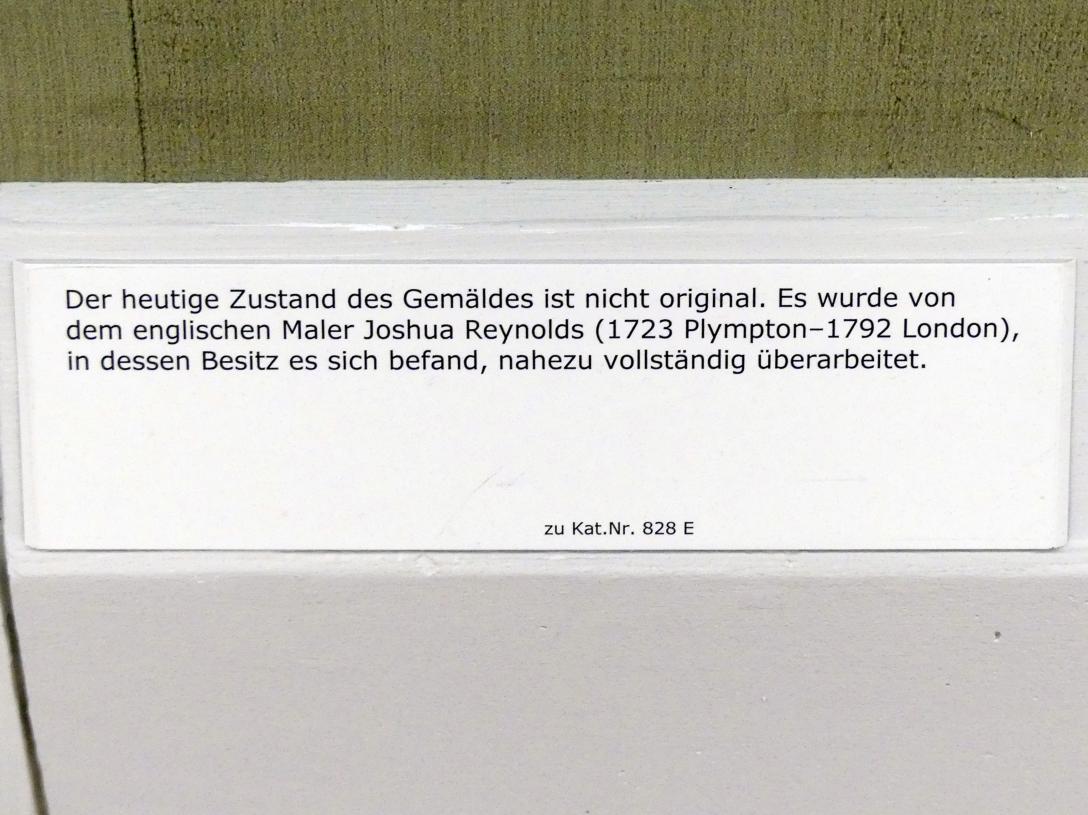 Der heutige Zustand des Gemäldes ist nicht original. Es wurde von
dem englischen Maler Joshua Reynolds (1723 Plympton–1792 London),
in dessen Besitz es sich befand, nahezu vollständig überarbeitet.
zu Kat.Nr. 828 E